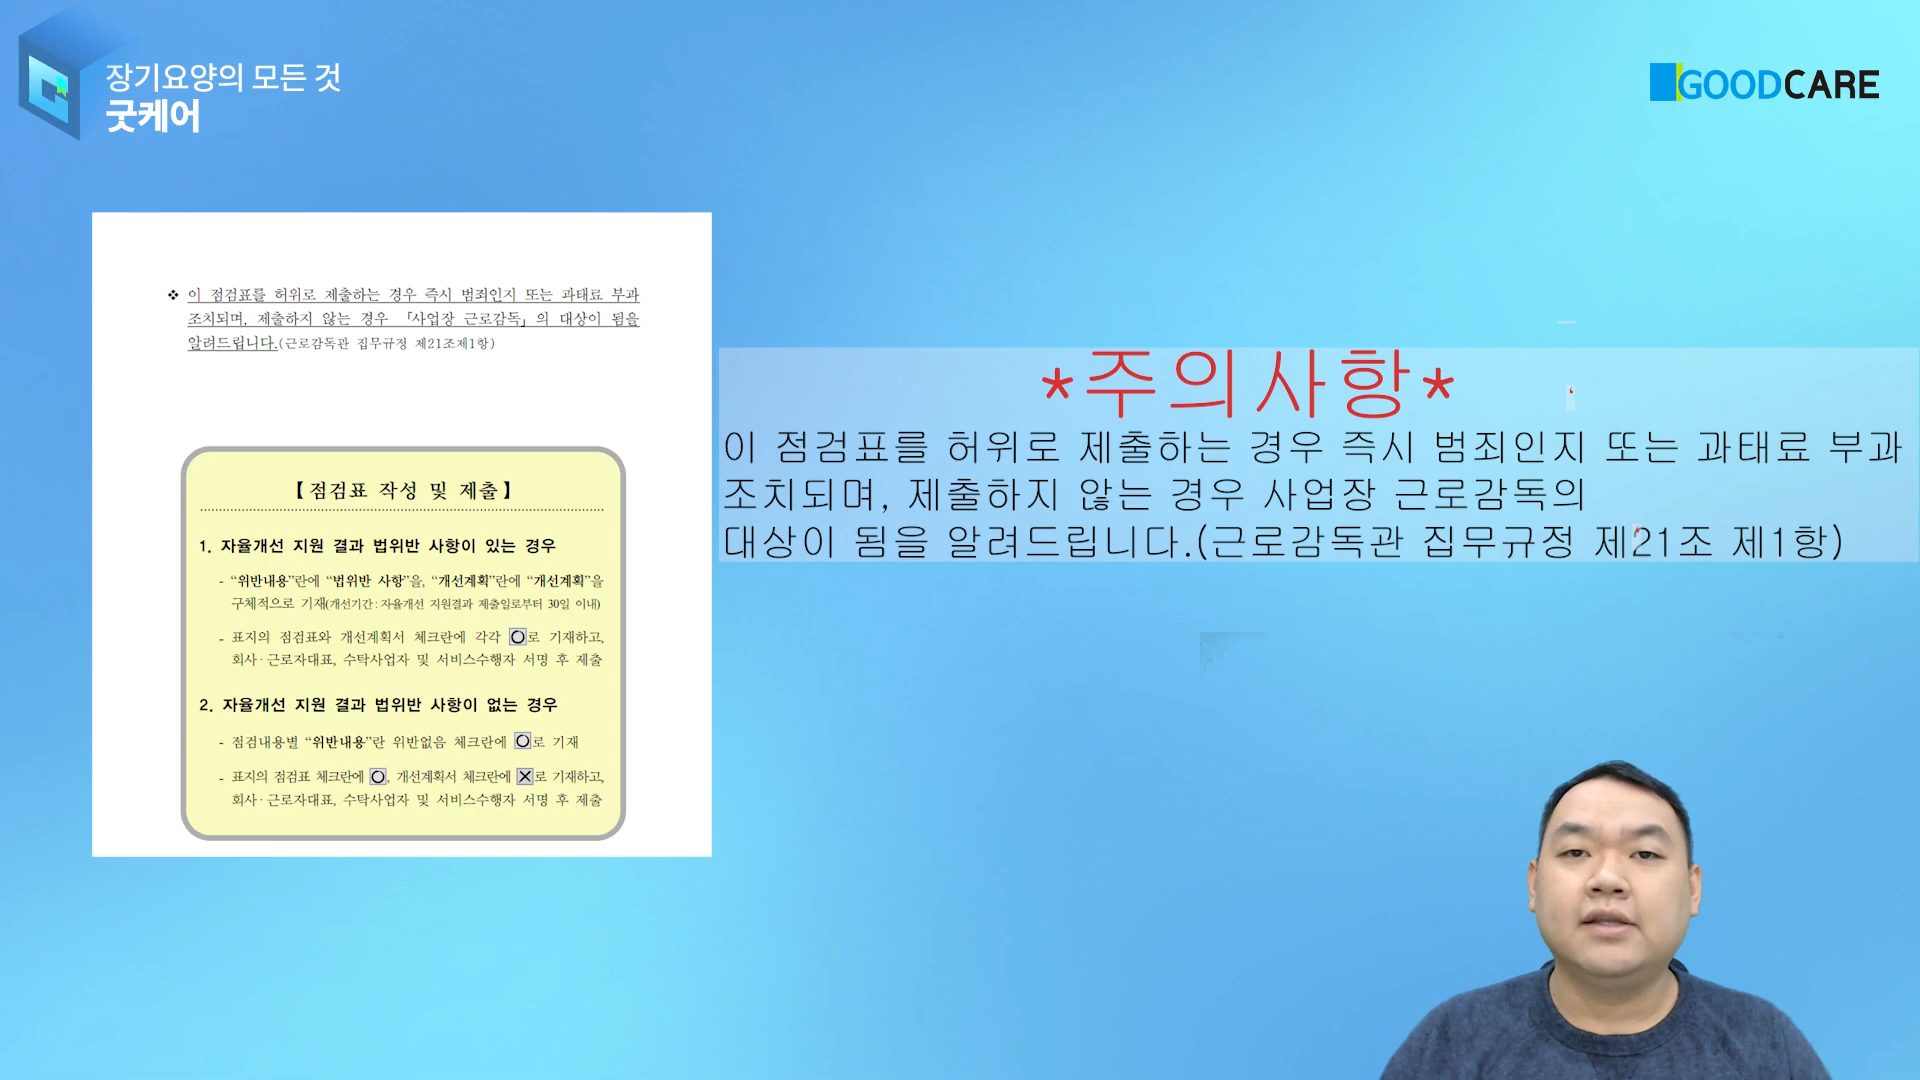 장기요양의 모든 것
굿케어
GOODCARE
❖ 이 점검표를 허위로 제출하는 경우 즉시 범죄인지 또는 과태료 부과
조치되며, 제출하지 않는 경우 「사업장 근로감독」의 대상이 됨을
알려드립니다.(근로감독관 집무규정 제21조제1항)
【점검표 작성 및 제출】
1. 자율개선 지원 결과 법위반 사항이 있는 경우
- “위반내용”란에 “법위반 사항”을, “개선계획”란에 “개선계획”을
구체적으로 기재(개선기간 : 자율개선 지원결과 제출일로부터 30일 이내)
- 표지의 점검표와 개선계획서 체크란에 각각 O로 기재하고,
회사·근로자대표, 수탁사업자 및 서비스수행자 서명 후 제출
2. 자율개선 지원 결과 법위반 사항이 없는 경우
- 점검내용별 “위반내용”란 위반없음 체크란에 O로 기재
- 표지의 점검표 체크란에 O, 개선계획서 체크란에 X로 기재하고,
회사·근로자대표, 수탁사업자 및 서비스수행자 서명 후 제출
*주의사항*
이 점검표를 허위로 제출하는 경우 즉시 범죄인지 또는 과태료 부과
조치되며, 제출하지 않는 경우 사업장 근로감독의
대상이 됨을 알려드립니다.(근로감독관 집무규정 제21조 제1항)